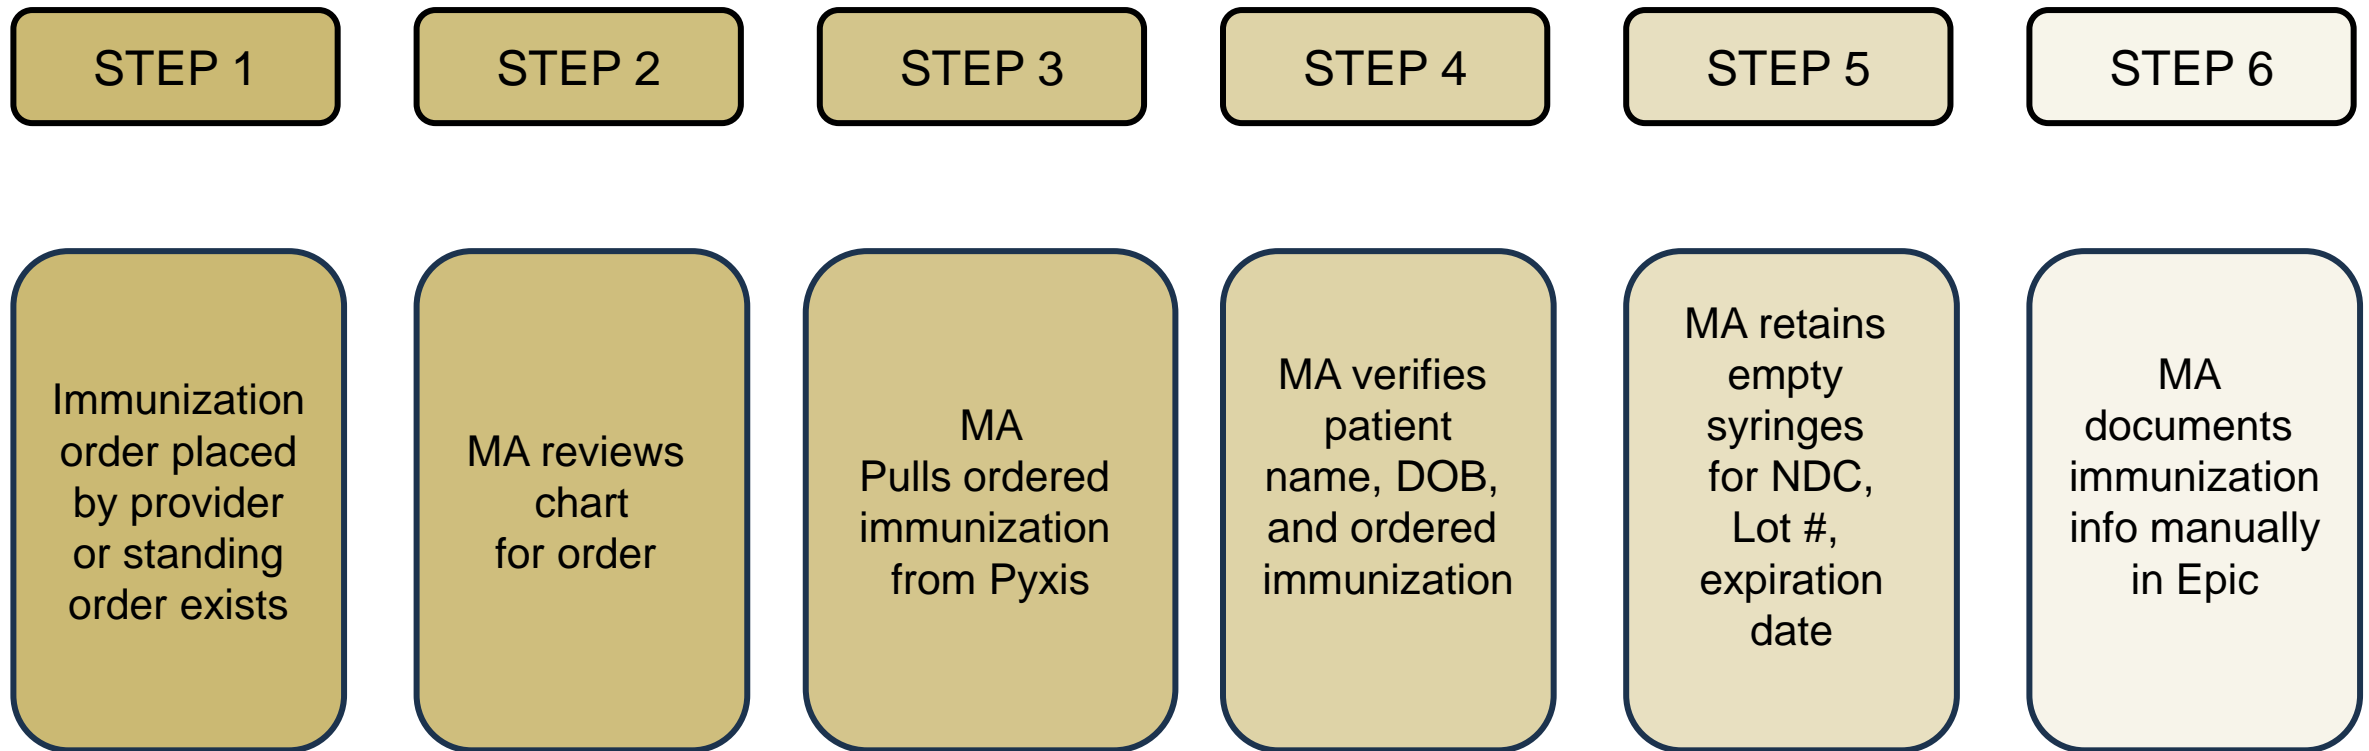 STEP 1
STEP 2
STEP 3
STEP 4
STEP 5
STEP 6
Immunization
order placed
by provider
or standing
order exists
MA reviews
chart
for order
MA
Pulls ordered
immunization
from Pyxis
MA verifies
patient
name, DOB,
and ordered
immunization
MA retains
empty
syringes
for NDC,
Lot #,
expiration
date
MA
documents
immunization
info manually
in Epic